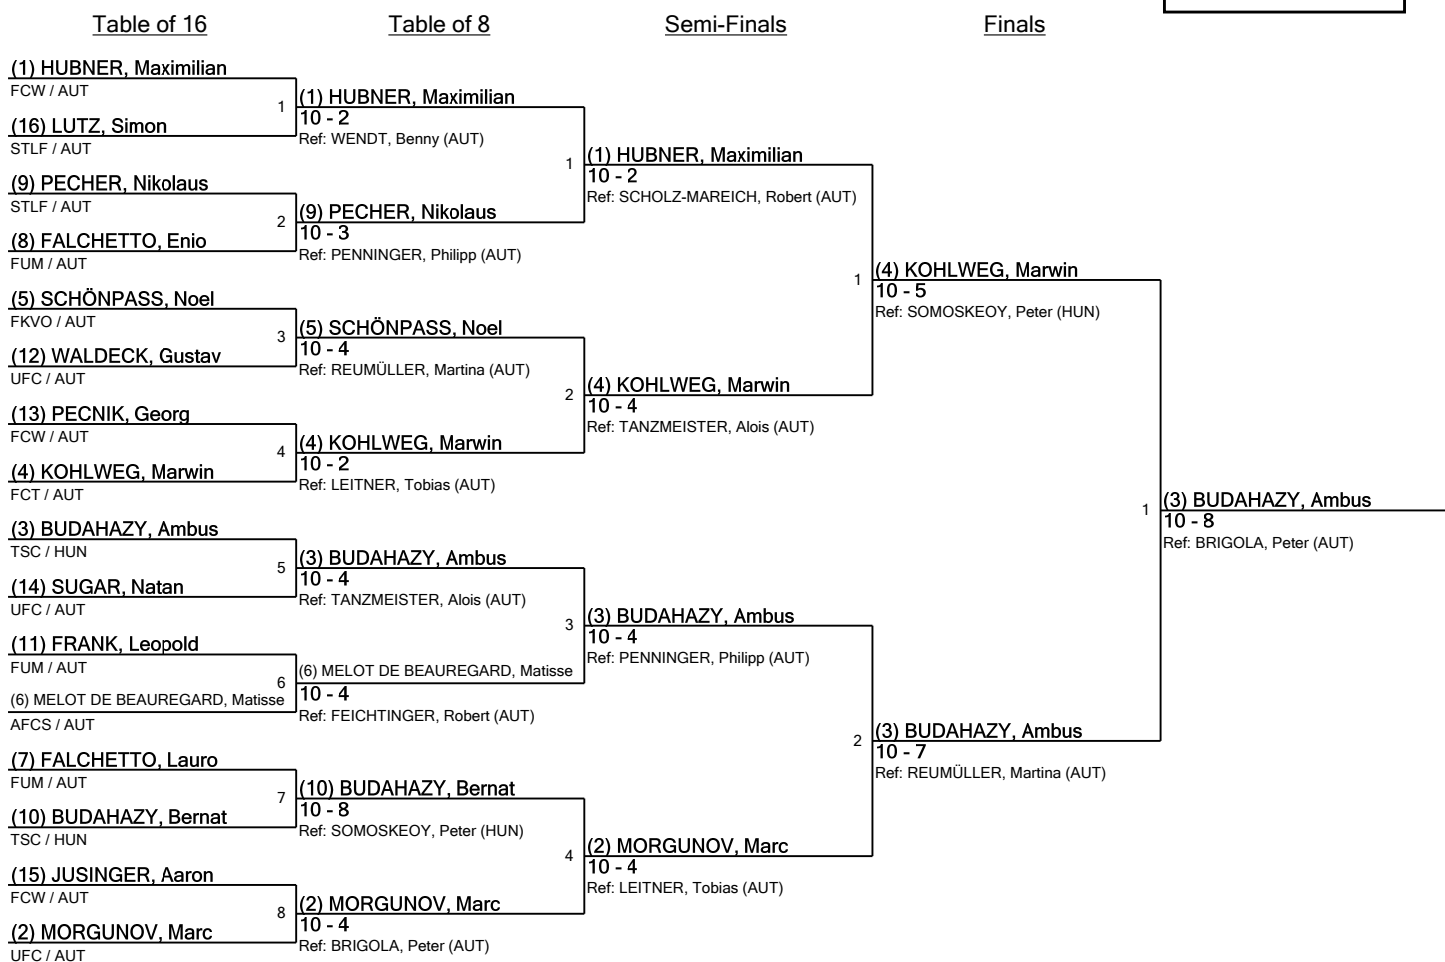 Table of 16
Table of 8
Semi-Finals
Finals
(1) HUBNER, Maximilian
FCW / AUT
1
(16) LUTZ, Simon
STLF / AUT
(9) PECHER, Nikolaus
STLF / AUT
2
(8) FALCHETTO, Enio
FUM / AUT
(5) SCHÖNPASS, Noel
FKVO / AUT
3
(12) WALDECK, Gustav
UFC / AUT
(13) PECNIK, Georg
FCW / AUT
4
(4) KOHLWEG, Marwin
FCT / AUT
(3) BUDAHAZY, Ambus
TSC / HUN
5
(14) SUGAR, Natan
UFC / AUT
(11) FRANK, Leopold
FUM / AUT
6
(6) MELOT DE BEAUREGARD, Matisse
AFCS / AUT
(7) FALCHETTO, Lauro
FUM / AUT
7
(10) BUDAHAZY, Bernat
TSC / HUN
(15) JUSINGER, Aaron
FCW / AUT
8
(2) MORGUNOV, Marc
UFC / AUT
(1) HUBNER, Maximilian
10 - 2
Ref: WENDT, Benny (AUT)
1
(9) PECHER, Nikolaus
10 - 3
Ref: PENNINGER, Philipp (AUT)
(5) SCHÖNPASS, Noel
10 - 4
Ref: REUMÜLLER, Martina (AUT)
2
(4) KOHLWEG, Marwin
10 - 2
Ref: LEITNER, Tobias (AUT)
(3) BUDAHAZY, Ambus
10 - 4
Ref: TANZMEISTER, Alois (AUT)
3
(6) MELOT DE BEAUREGARD, Matisse
10 - 4
Ref: FEICHTINGER, Robert (AUT)
(10) BUDAHAZY, Bernat
10 - 8
Ref: SOMOSKEOY, Peter (HUN)
4
(2) MORGUNOV, Marc
10 - 4
Ref: BRIGOLA, Peter (AUT)
(1) HUBNER, Maximilian
10 - 2
Ref: SCHOLZ-MAREICH, Robert (AUT)
1
(4) KOHLWEG, Marwin
10 - 4
Ref: TANZMEISTER, Alois (AUT)
(3) BUDAHAZY, Ambus
10 - 4
Ref: PENNINGER, Philipp (AUT)
2
(2) MORGUNOV, Marc
10 - 4
Ref: LEITNER, Tobias (AUT)
(4) KOHLWEG, Marwin
10 - 5
Ref: SOMOSKEOY, Peter (HUN)
1
(3) BUDAHAZY, Ambus
10 - 7
Ref: REUMÜLLER, Martina (AUT)
(3) BUDAHAZY, Ambus
10 - 8
Ref: BRIGOLA, Peter (AUT)